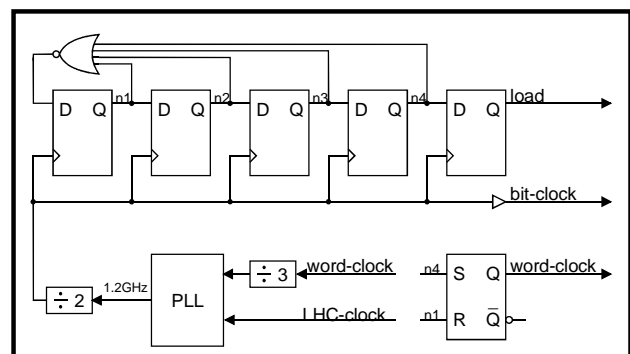 n1 n2 n3 n4 load
D Q D Q D Q D Q D Q
bit-clock
÷ 3 word-clock n4 S Q word-clock
÷ 2 1.2GHz PLL
LHC-clock n1 R Q̅